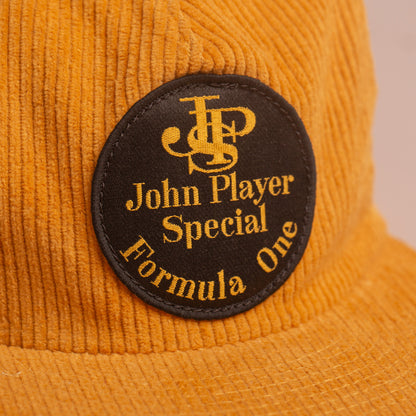 JPS
John Player
Special
Formula One